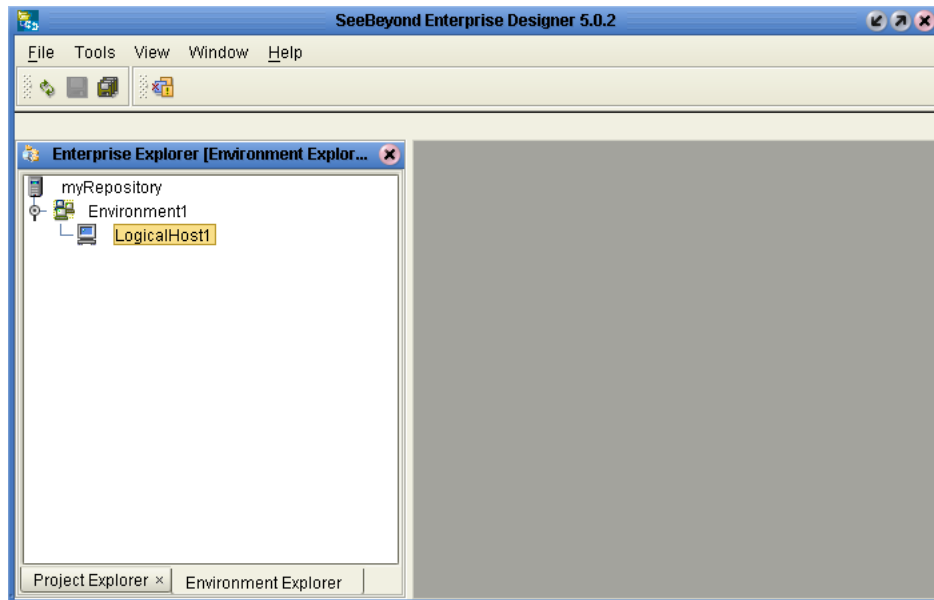 SeeBeyond Enterprise Designer 5.0.2
File Tools View Window Help
Enterprise Explorer [Environment Explor...
myRepository
Environment1
LogicalHost1
Project Explorer × Environment Explorer